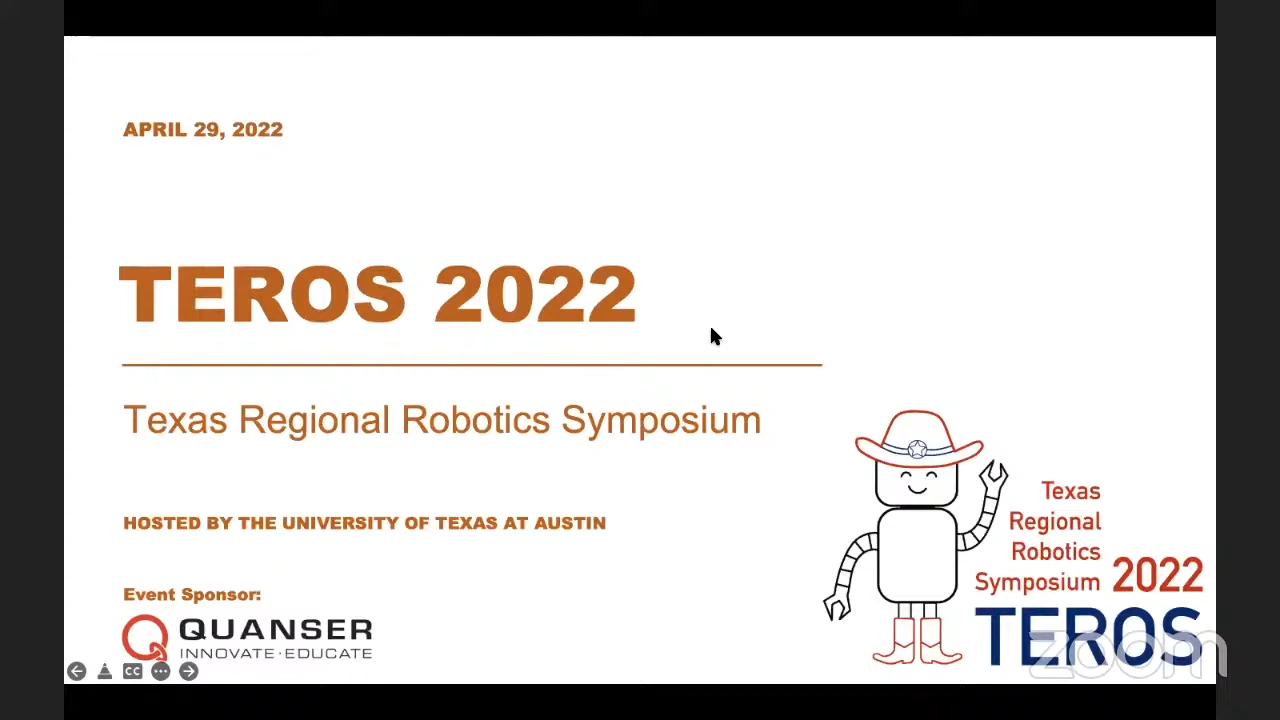 APRIL 29, 2022
TEROS 2022
Texas Regional Robotics Symposium
HOSTED BY THE UNIVERSITY OF TEXAS AT AUSTIN
Event Sponsor:
QUANSER
INNOVATE·EDUCATE
CC
Texas
Regional
Robotics
Symposium 2022
TEROS
zoom